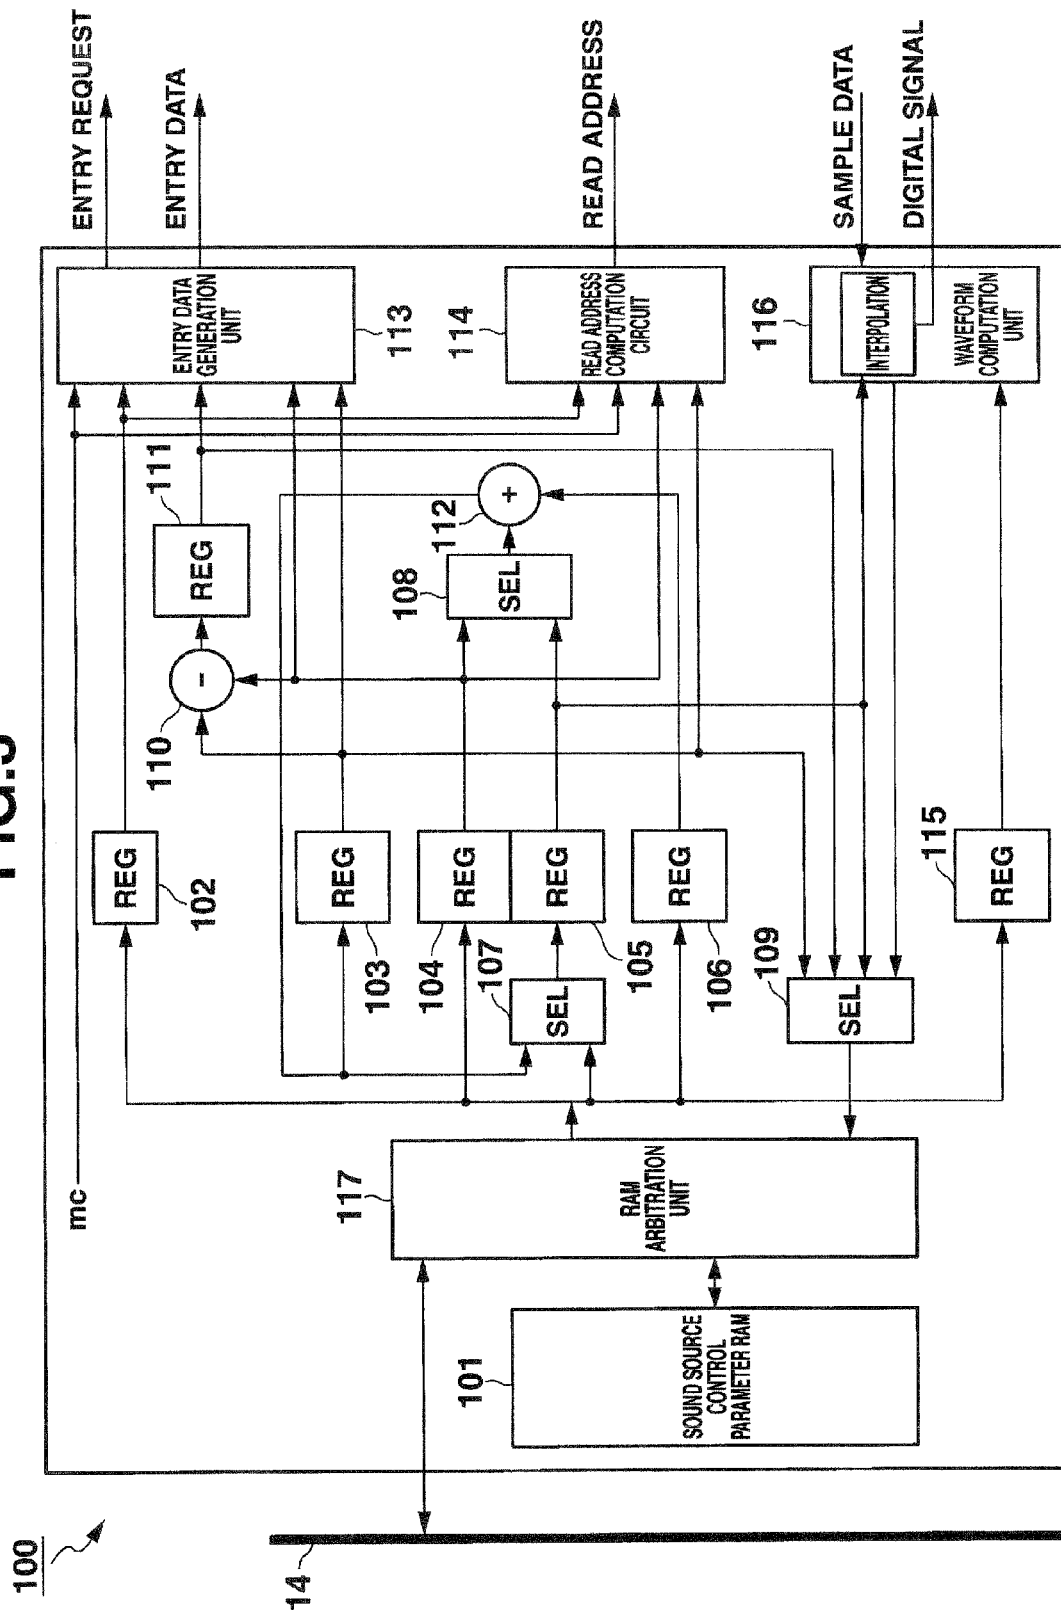 100
14
mc
ENTRY REQUEST
ENTRY DATA
ENTRY DATA
GENERATION
UNIT
113
111
REG
110
-
REG
102
112
+
108
SEL
READ ADDRESS
READ ADDRESS
COMPUTATION
CIRCUIT
114
REG
103
REG
104
107
SEL
REG
105
REG
106
117
RAM
ARBITRATION
UNIT
101
SOUND SOURCE
CONTROL
PARAMETER RAM
109
SEL
SAMPLE DATA
DIGITAL SIGNAL
116
INTERPOLATION
WAVEFORM
COMPUTATION
UNIT
115
REG